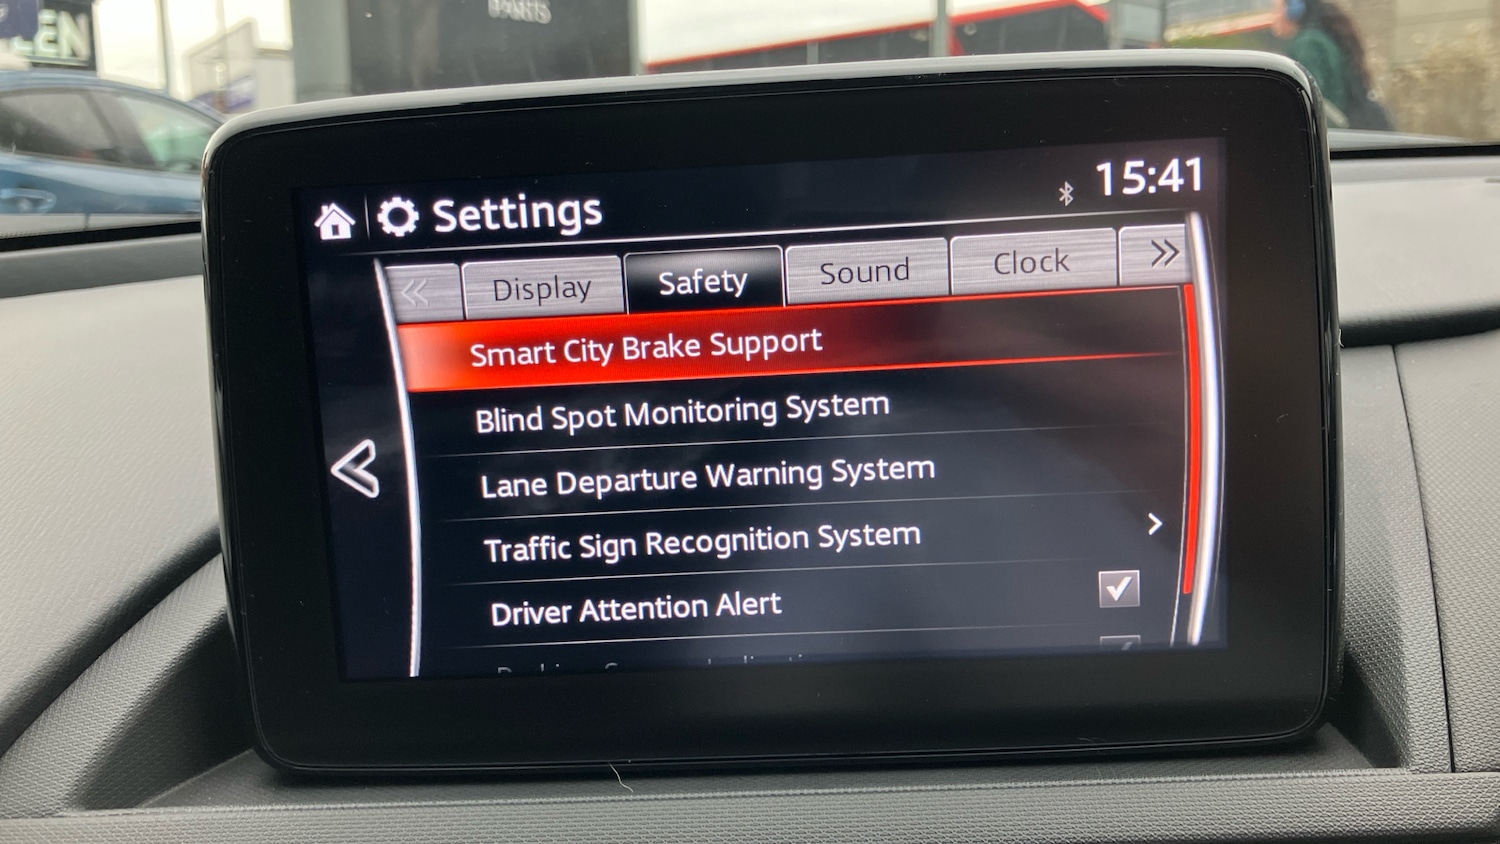 PARTS
Settings
15:41
Display
Safety
Sound
Clock
Smart City Brake Support
Blind Spot Monitoring System
Lane Departure Warning System
Traffic Sign Recognition System
Driver Attention Alert